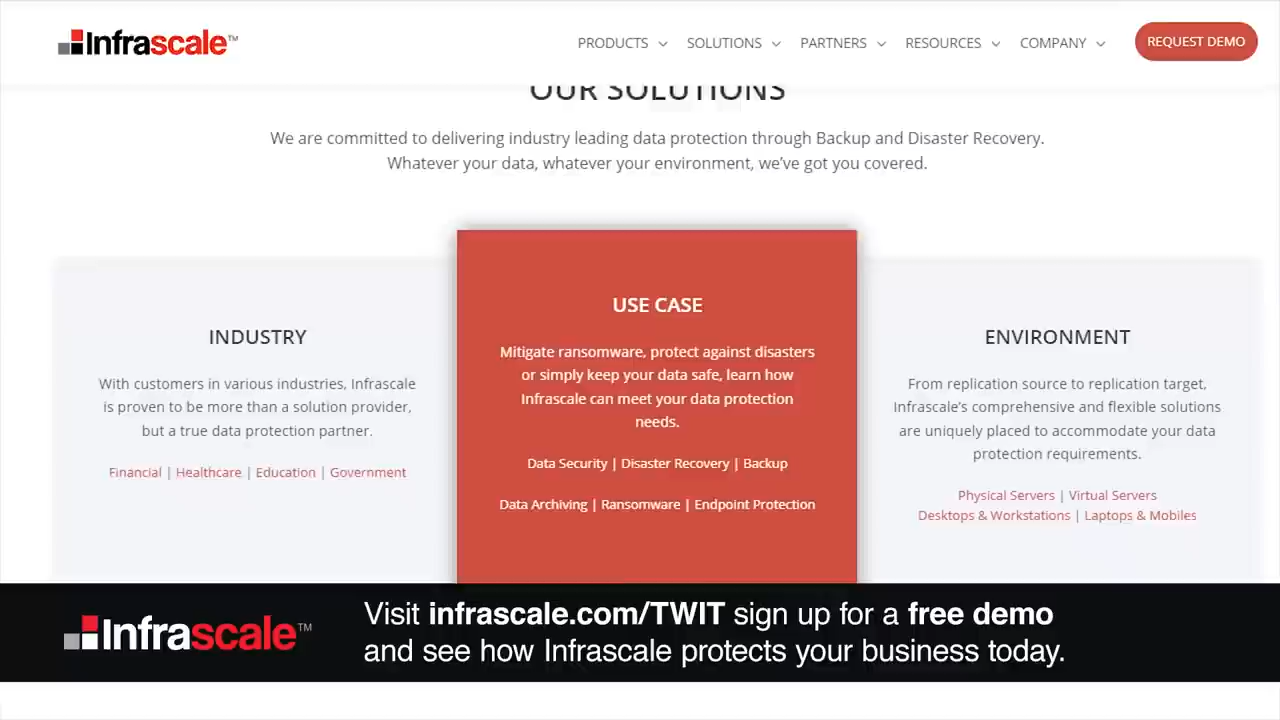 Infrascale™
PRODUCTS SOLUTIONS PARTNERS RESOURCES COMPANY REQUEST DEMO
OUR SOLUTIONS
We are committed to delivering industry leading data protection through Backup and Disaster Recovery.
Whatever your data, whatever your environment, we've got you covered.
INDUSTRY
With customers in various industries, Infrascale
is proven to be more than a solution provider,
but a true data protection partner.
Financial | Healthcare | Education | Government
USE CASE
Mitigate ransomware, protect against disasters
or simply keep your data safe, learn how
Infrascale can meet your data protection
needs.
Data Security | Disaster Recovery | Backup
Data Archiving | Ransomware | Endpoint Protection
ENVIRONMENT
From replication source to replication target,
Infrascale's comprehensive and flexible solutions
are uniquely placed to accommodate your data
protection requirements.
Physical Servers | Virtual Servers
Desktops & Workstations | Laptops & Mobiles
Infrascale™
Visit infrascale.com/TWIT sign up for a free demo
and see how Infrascale protects your business today.